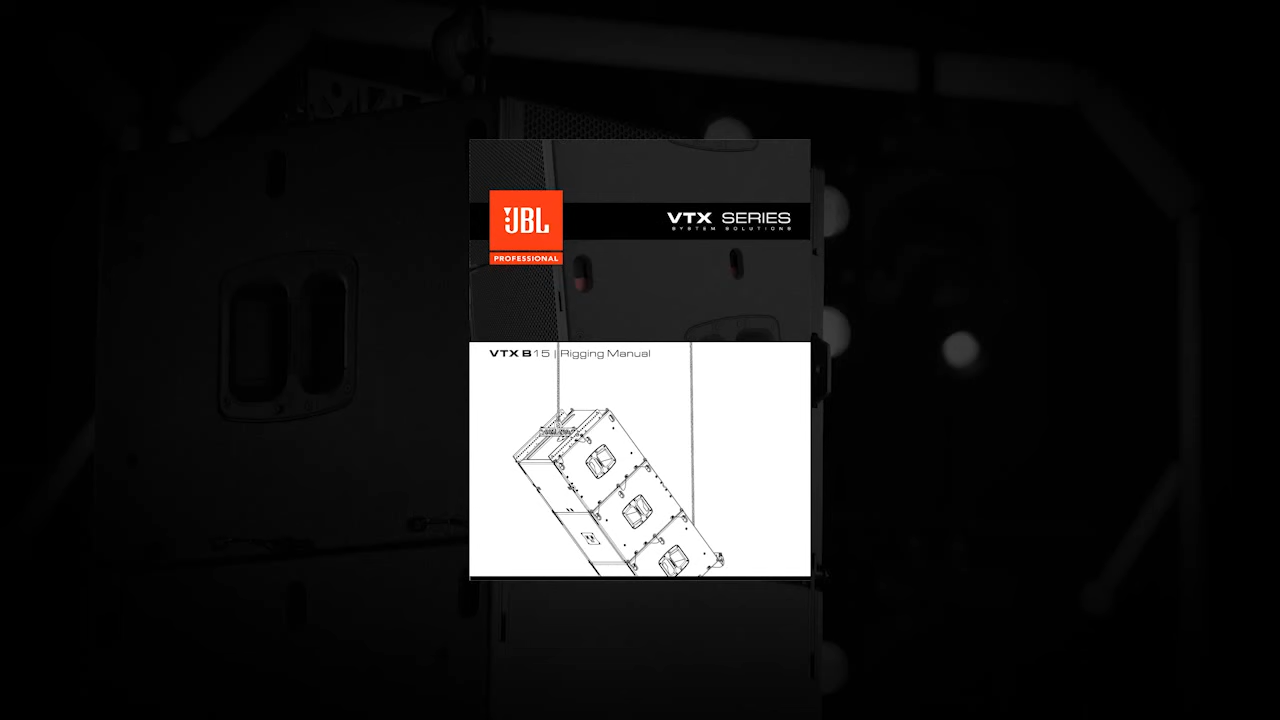 JBL
PROFESSIONAL
VTX SERIES
SYSTEM SOLUTIONS
VTX B15 | Rigging Manual